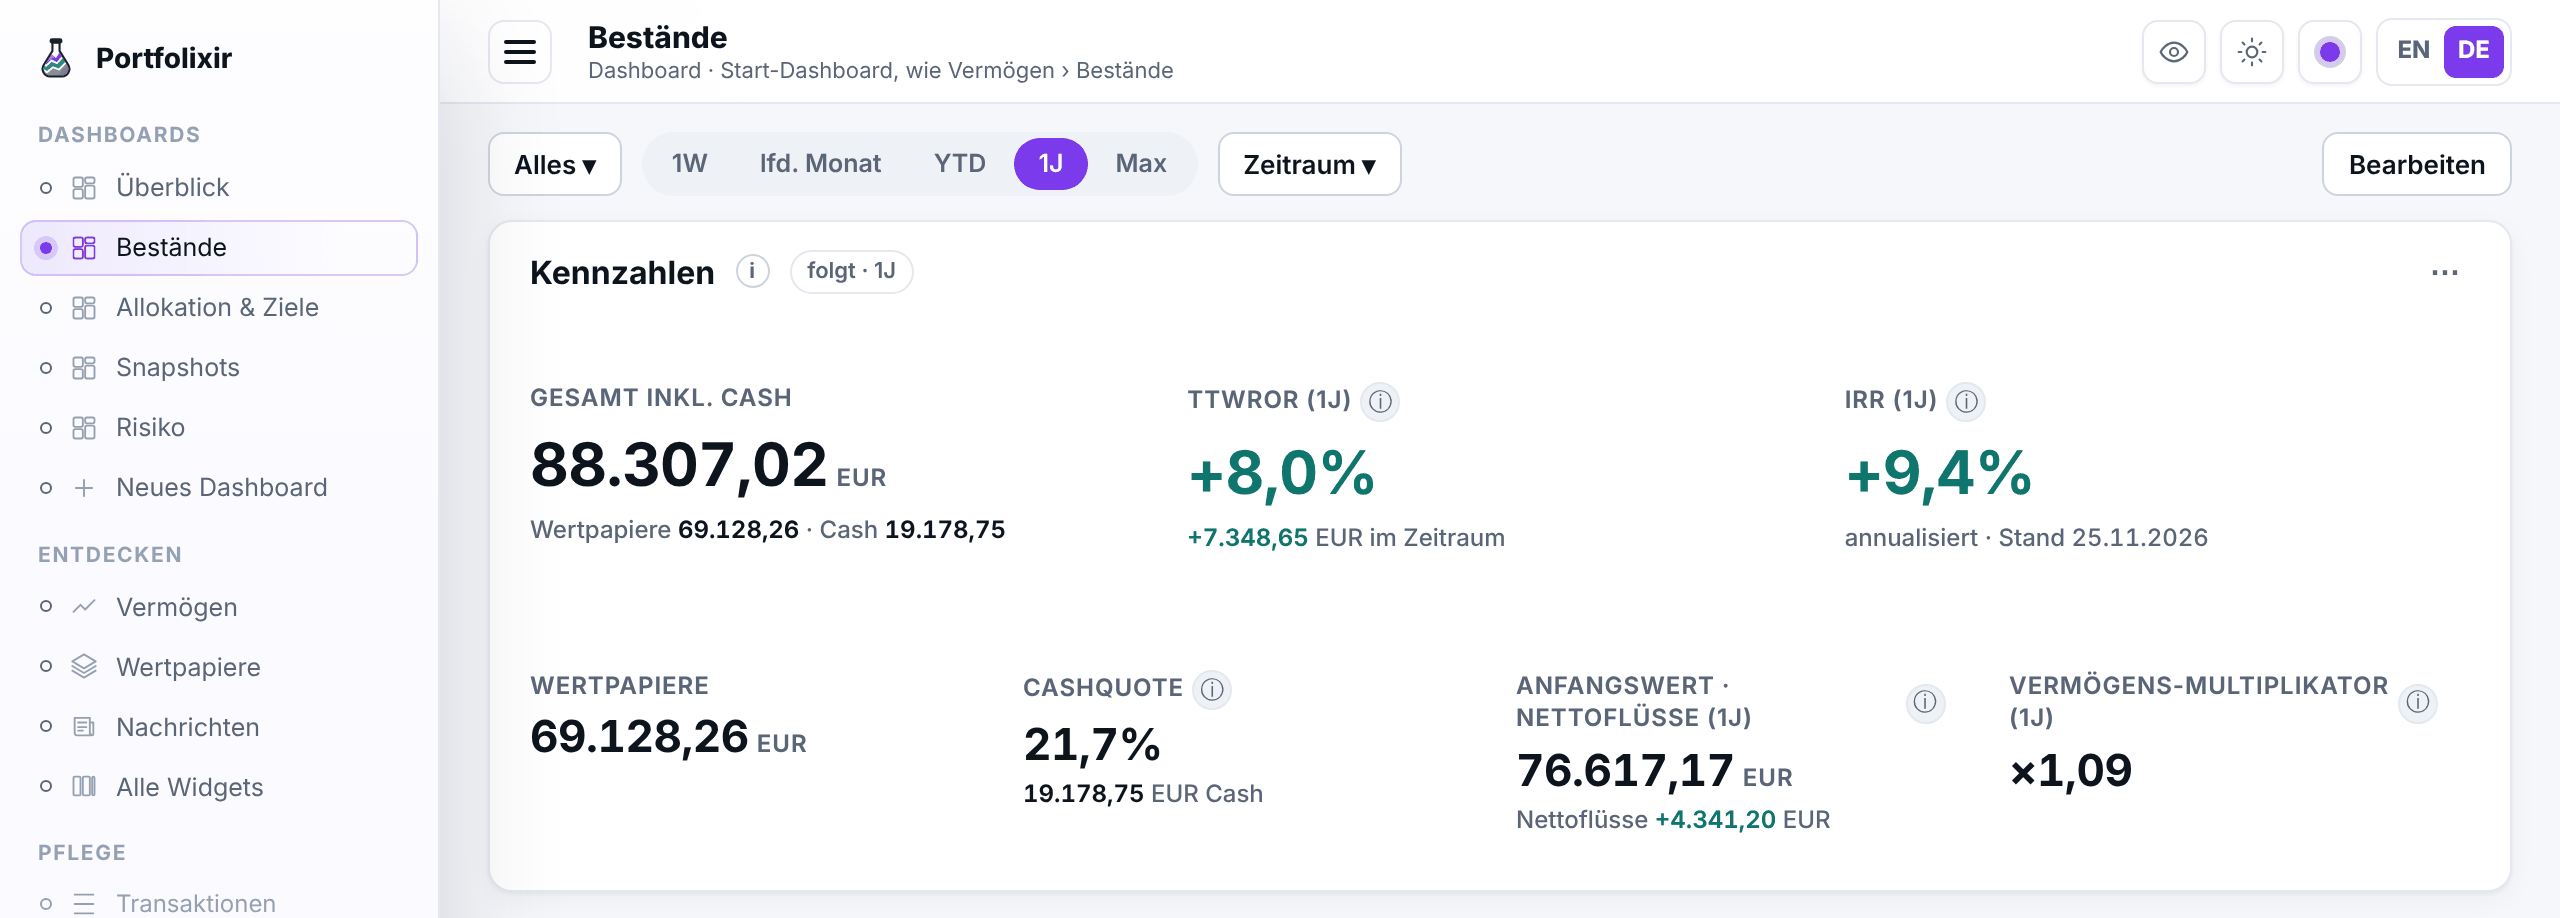 Portfolixir
DASHBOARDS
Überblick
Bestände
Allokation & Ziele
Snapshots
Risiko
Neues Dashboard
ENTDECKEN
Vermögen
Wertpapiere
Nachrichten
Alle Widgets
PFLEGE
Transaktionen
Bestände
Dashboard · Start-Dashboard, wie Vermögen › Bestände
EN DE
Alles ▾ 1W lfd. Monat YTD 1J Max Zeitraum ▾ Bearbeiten
Kennzahlen i folgt · 1J ...
GESAMT INKL. CASH
88.307,02 EUR
Wertpapiere 69.128,26 · Cash 19.178,75
TTWROR (1J) ⓘ
+8,0%
+7.348,65 EUR im Zeitraum
IRR (1J) ⓘ
+9,4%
annualisiert · Stand 25.11.2026
WERTPAPIERE
69.128,26 EUR
CASHQUOTE ⓘ
21,7%
19.178,75 EUR Cash
ANFANGSWERT ·
NETTOFLÜSSE (1J) ⓘ
76.617,17 EUR
Nettoflüsse +4.341,20 EUR
VERMÖGENS-MULTIPLIKATOR
(1J) ⓘ
×1,09